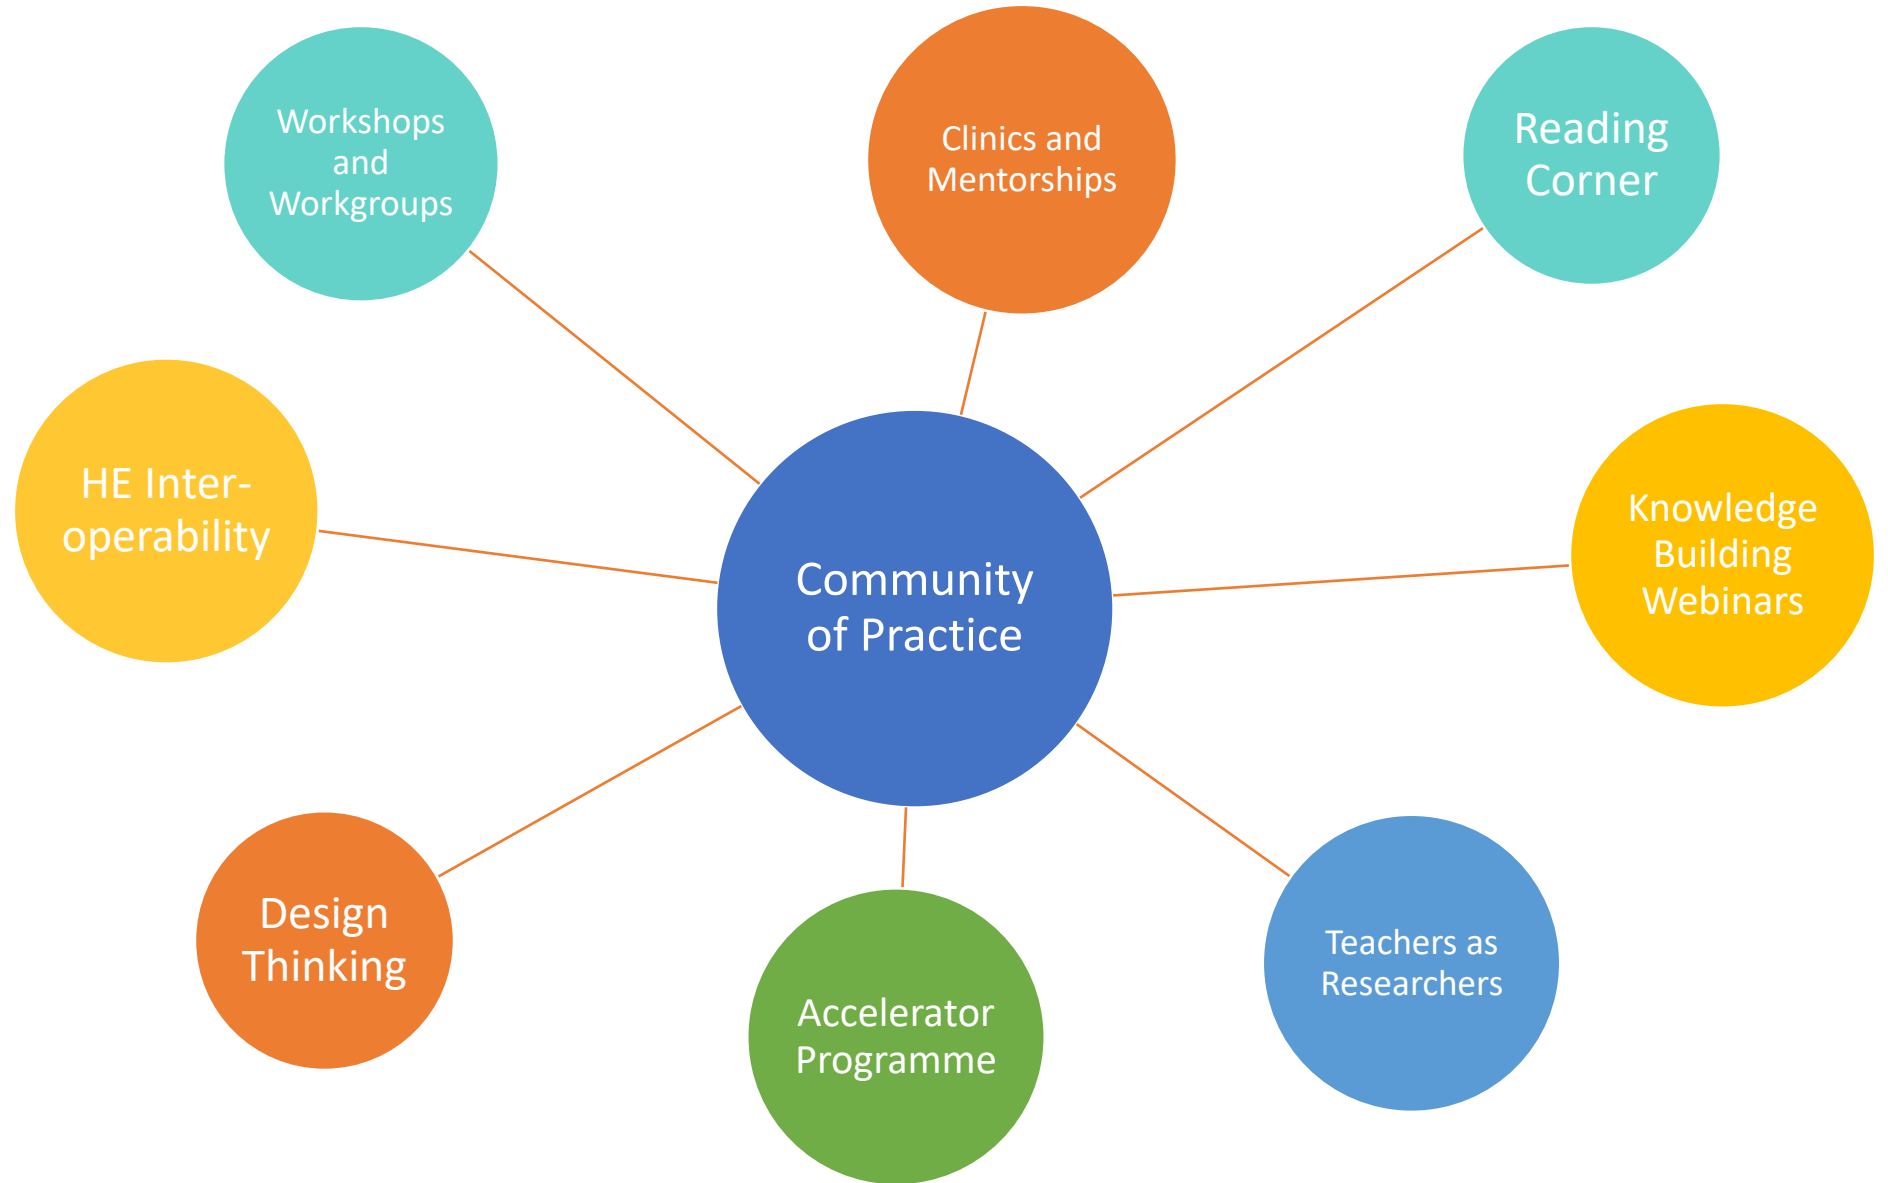 Workshops
and
Workgroups
Clinics and
Mentorships
Reading
Corner
HE Inter-
operability
Community
of Practice
Knowledge
Building
Webinars
Design
Thinking
Accelerator
Programme
Teachers as
Researchers